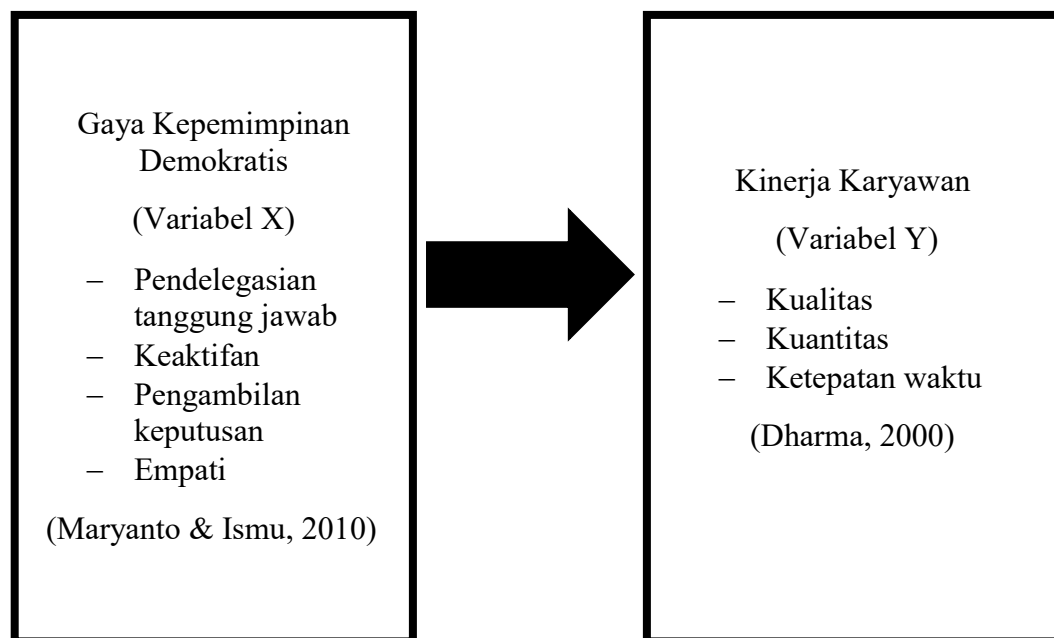 Gaya Kepemimpinan
Demokratis
(Variabel X)
– Pendelegasian
tanggung jawab
– Keaktifan
– Pengambilan
keputusan
– Empati
(Maryanto & Ismu, 2010)
Kinerja Karyawan
(Variabel Y)
– Kualitas
– Kuantitas
– Ketepatan waktu
(Dharma, 2000)